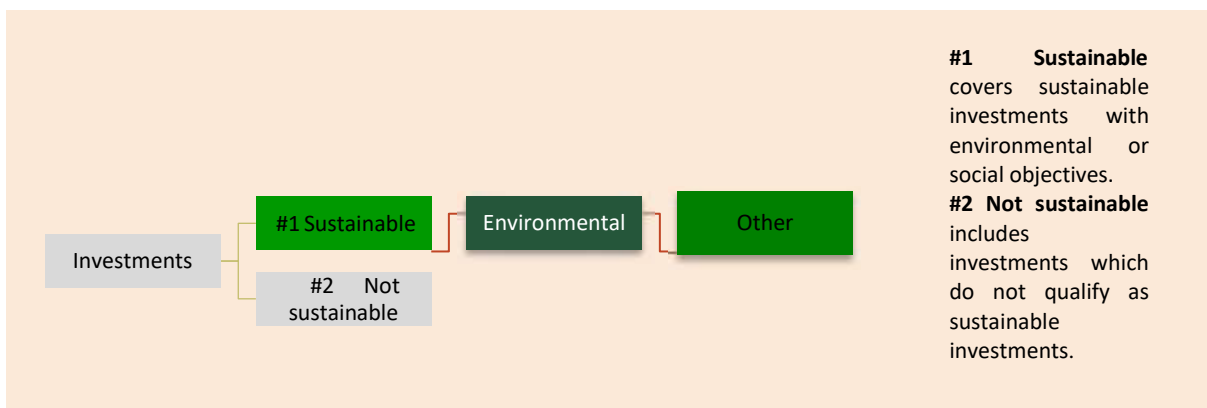 Investments
#1 Sustainable
#2 Not
sustainable
Environmental
Other
#1 Sustainable
covers sustainable
investments with
environmental or
social objectives.
#2 Not sustainable
includes
investments which
do not qualify as
sustainable
investments.